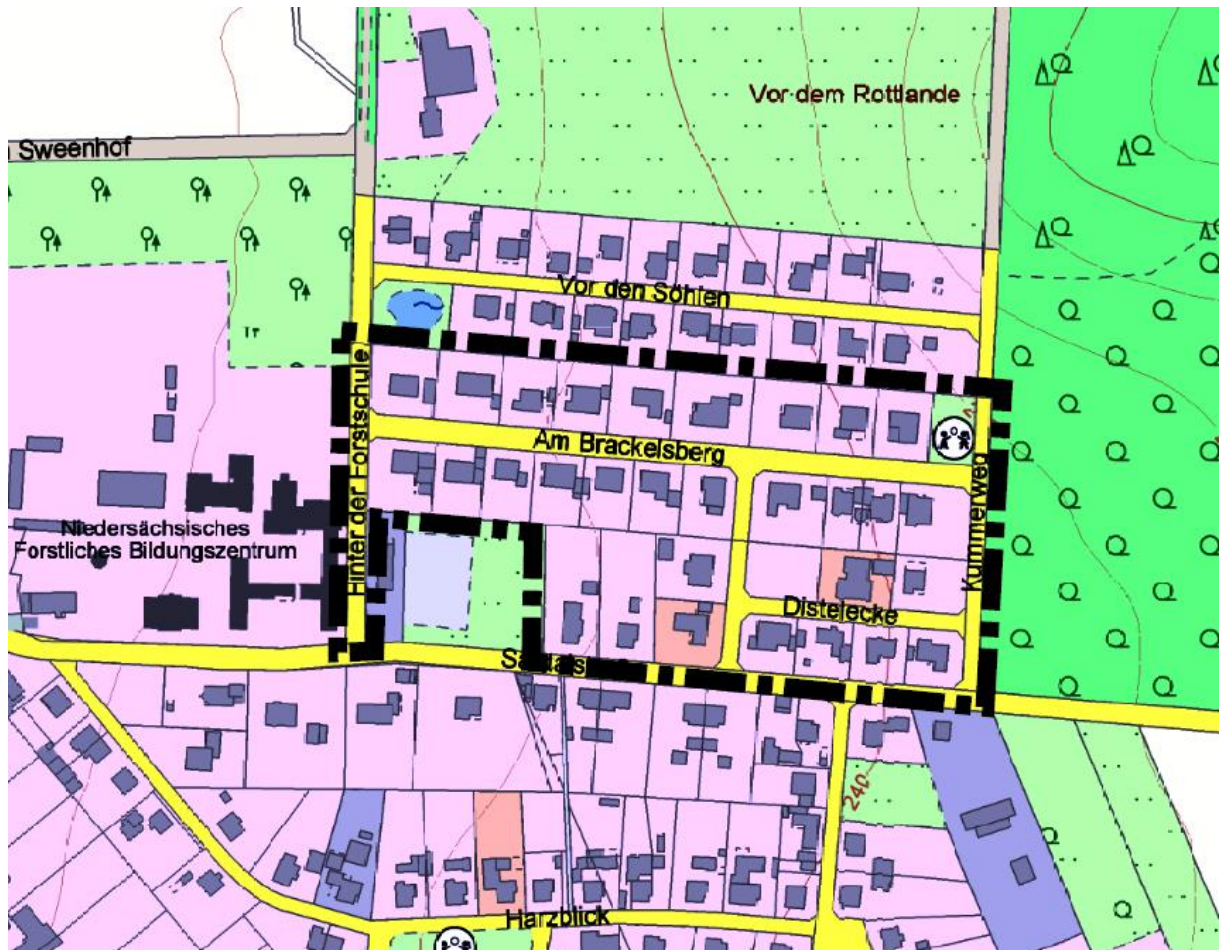 Sweenhof
Vor dem Rottlande
Vor den Söhlen
Hinter der Forstschule
Am Brackelsberg
Kummerweg
Niedersächsisches
Forstliches Bildungszentrum
Distelecke
240
Harzblick